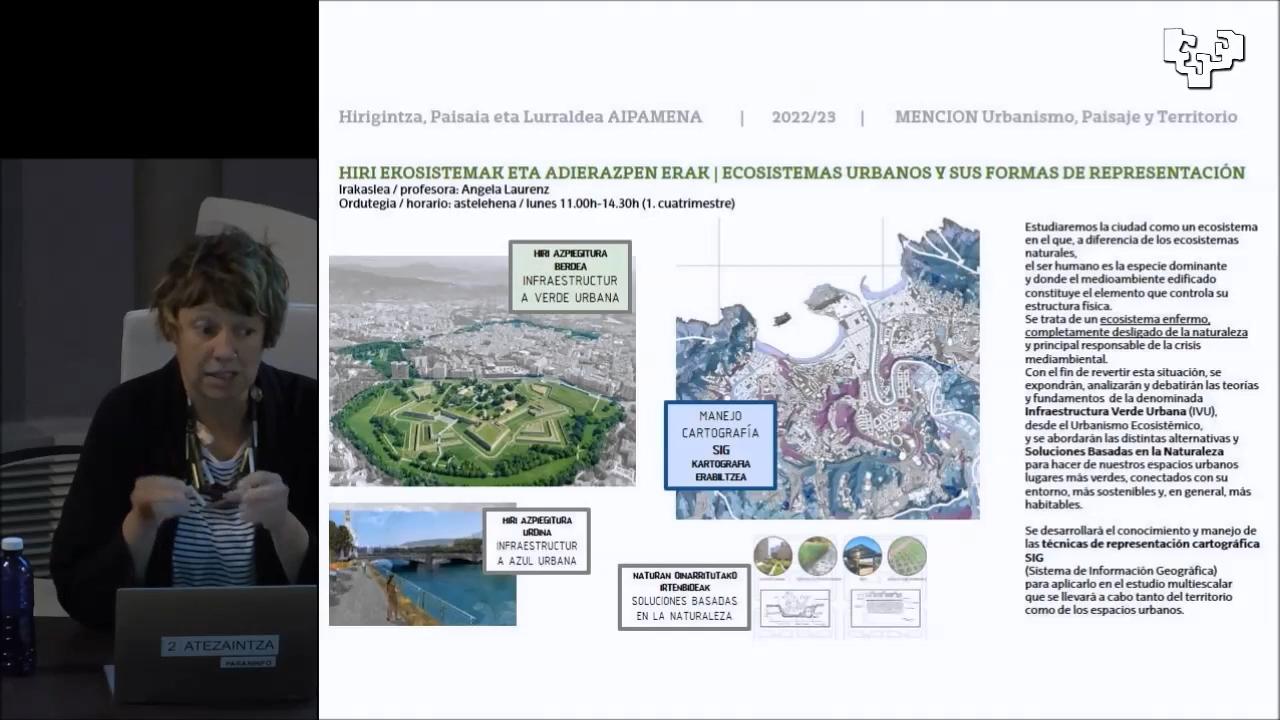 Hirigintza, Paisaia eta Lurraldea AIPAMENA | 2022/23 | MENCION Urbanismo, Paisaje y Territorio
HIRI EKOSISTEMAK ETA ADIERAZPEN ERAK | ECOSISTEMAS URBANOS Y SUS FORMAS DE REPRESENTACIÓN
Irakaslea / profesora: Angela Laurenz
Ordutegia / horario: astelehena / lunes 11.00h-14.30h (1. cuatrimestre)
HIRI AZPIEGITURA
BERDEA
INFRAESTRUCTUR
A VERDE URBANA
MANEJO
CARTOGRAFÍA
SIG
KARTOGRAFIA
ERABILTZEA
HIRI AZPIEGITURA
URDINA
INFRAESTRUCTUR
A AZUL URBANA
NATURAN OINARRITUTAKO
IRTENBIDEAK
SOLUCIONES BASADAS
EN LA NATURALEZA
Estudiaremos la ciudad como un ecosistema
en el que, a diferencia de los ecosistemas
naturales,
el ser humano es la especie dominante
y donde el medioambiente edificado
constituye el elemento que controla su
estructura física.
Se trata de un ecosistema enfermo,
completamente desligado de la naturaleza
y principal responsable de la crisis
mediambiental.
Con el fin de revertir esta situación, se
expondrán, analizarán y debatirán las teorías
y fundamentos de la denominada
Infraestructura Verde Urbana (IVU),
desde el Urbanismo Ecosistémico,
y se abordarán las distintas alternativas y
Soluciones Basadas en la Naturaleza
para hacer de nuestros espacios urbanos
lugares más verdes, conectados con su
entorno, más sostenibles y, en general, más
habitables.
Se desarrollará el conocimiento y manejo de
las técnicas de representación cartográfica
SIG
(Sistema de Información Geográfica)
para aplicarlo en el estudio multiescalar
que se llevará a cabo tanto del territorio
como de los espacios urbanos.
2 ATEZAINTZA
PARANINFO